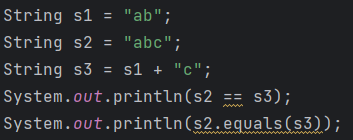 String s1 = "ab";
String s2 = "abc";
String s3 = s1 + "c";
System.out.println(s2 == s3);
System.out.println(s2.equals(s3));